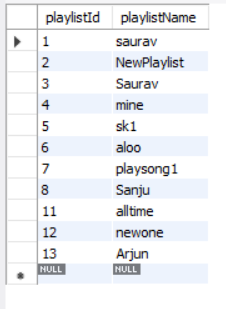 playlistId playlistName
1 saurav
2 NewPlaylist
3 Saurav
4 mine
5 sk1
6 aloo
7 playsong1
8 Sanju
11 alltime
12 newone
13 Arjun
NULL NULL